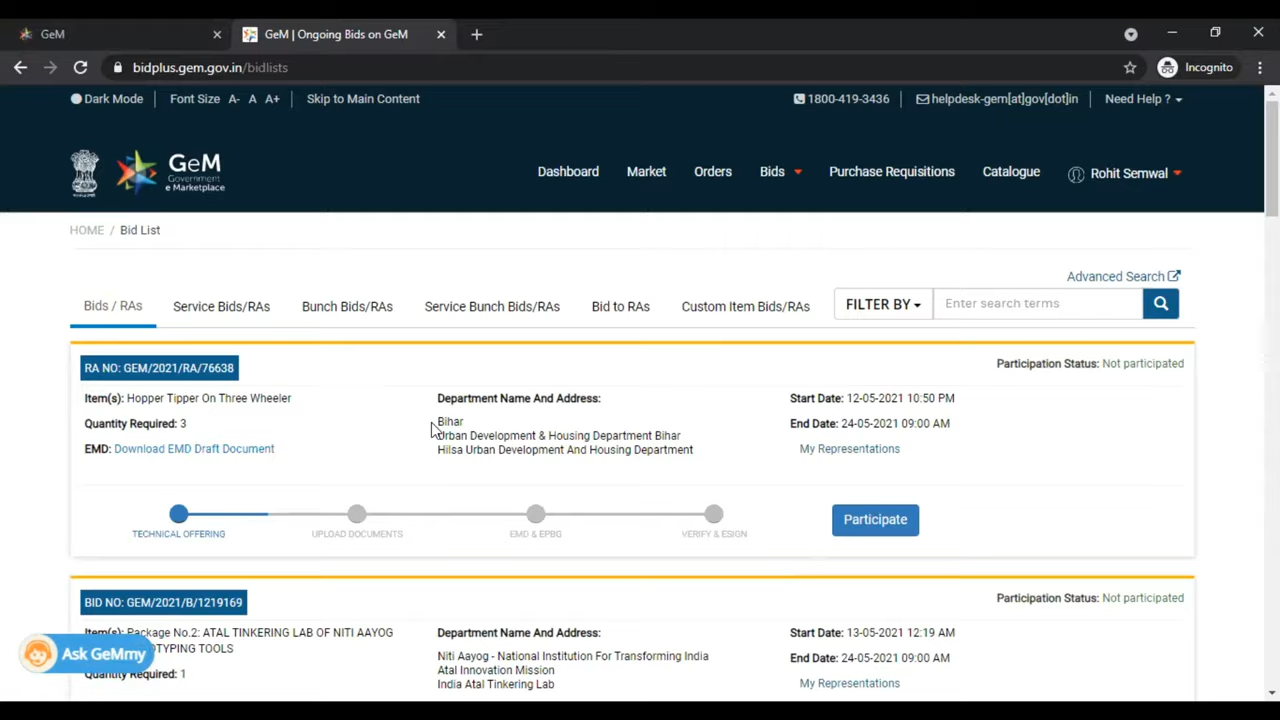 GeM
GeM | Ongoing Bids on GeM
bidplus.gem.gov.in/bidlists
Incognito
Dark Mode
Font Size A- A A+
Skip to Main Content
1800-419-3436
helpdesk-gem[at]gov[dot]in
Need Help ?
GeM
Government
e Marketplace
Dashboard
Market
Orders
Bids
Purchase Requisitions
Catalogue
Rohit Semwal
HOME / Bid List
Advanced Search
Bids / RAs
Service Bids/RAs
Bunch Bids/RAs
Service Bunch Bids/RAs
Bid to RAs
Custom Item Bids/RAs
FILTER BY
Enter search terms
RA NO: GEM/2021/RA/76638
Participation Status: Not participated
Item(s): Hopper Tipper On Three Wheeler
Quantity Required: 3
EMD: Download EMD Draft Document
Department Name And Address:
Bihar
Urban Development & Housing Department Bihar
Hilsa Urban Development And Housing Department
Start Date: 12-05-2021 10:50 PM
End Date: 24-05-2021 09:00 AM
My Representations
TECHNICAL OFFERING
UPLOAD DOCUMENTS
EMD & EPBG
VERIFY & ESIGN
Participate
BID NO: GEM/2021/B/1219169
Participation Status: Not participated
Item(s): Package No.2: ATAL TINKERING LAB OF NITI AAYOG
TOOLS
Quantity Required: 1
Department Name And Address:
Niti Aayog - National Institution For Transforming India
Atal Innovation Mission
India Atal Tinkering Lab
Start Date: 13-05-2021 12:19 AM
End Date: 24-05-2021 09:00 AM
My Representations
Ask GeMmy